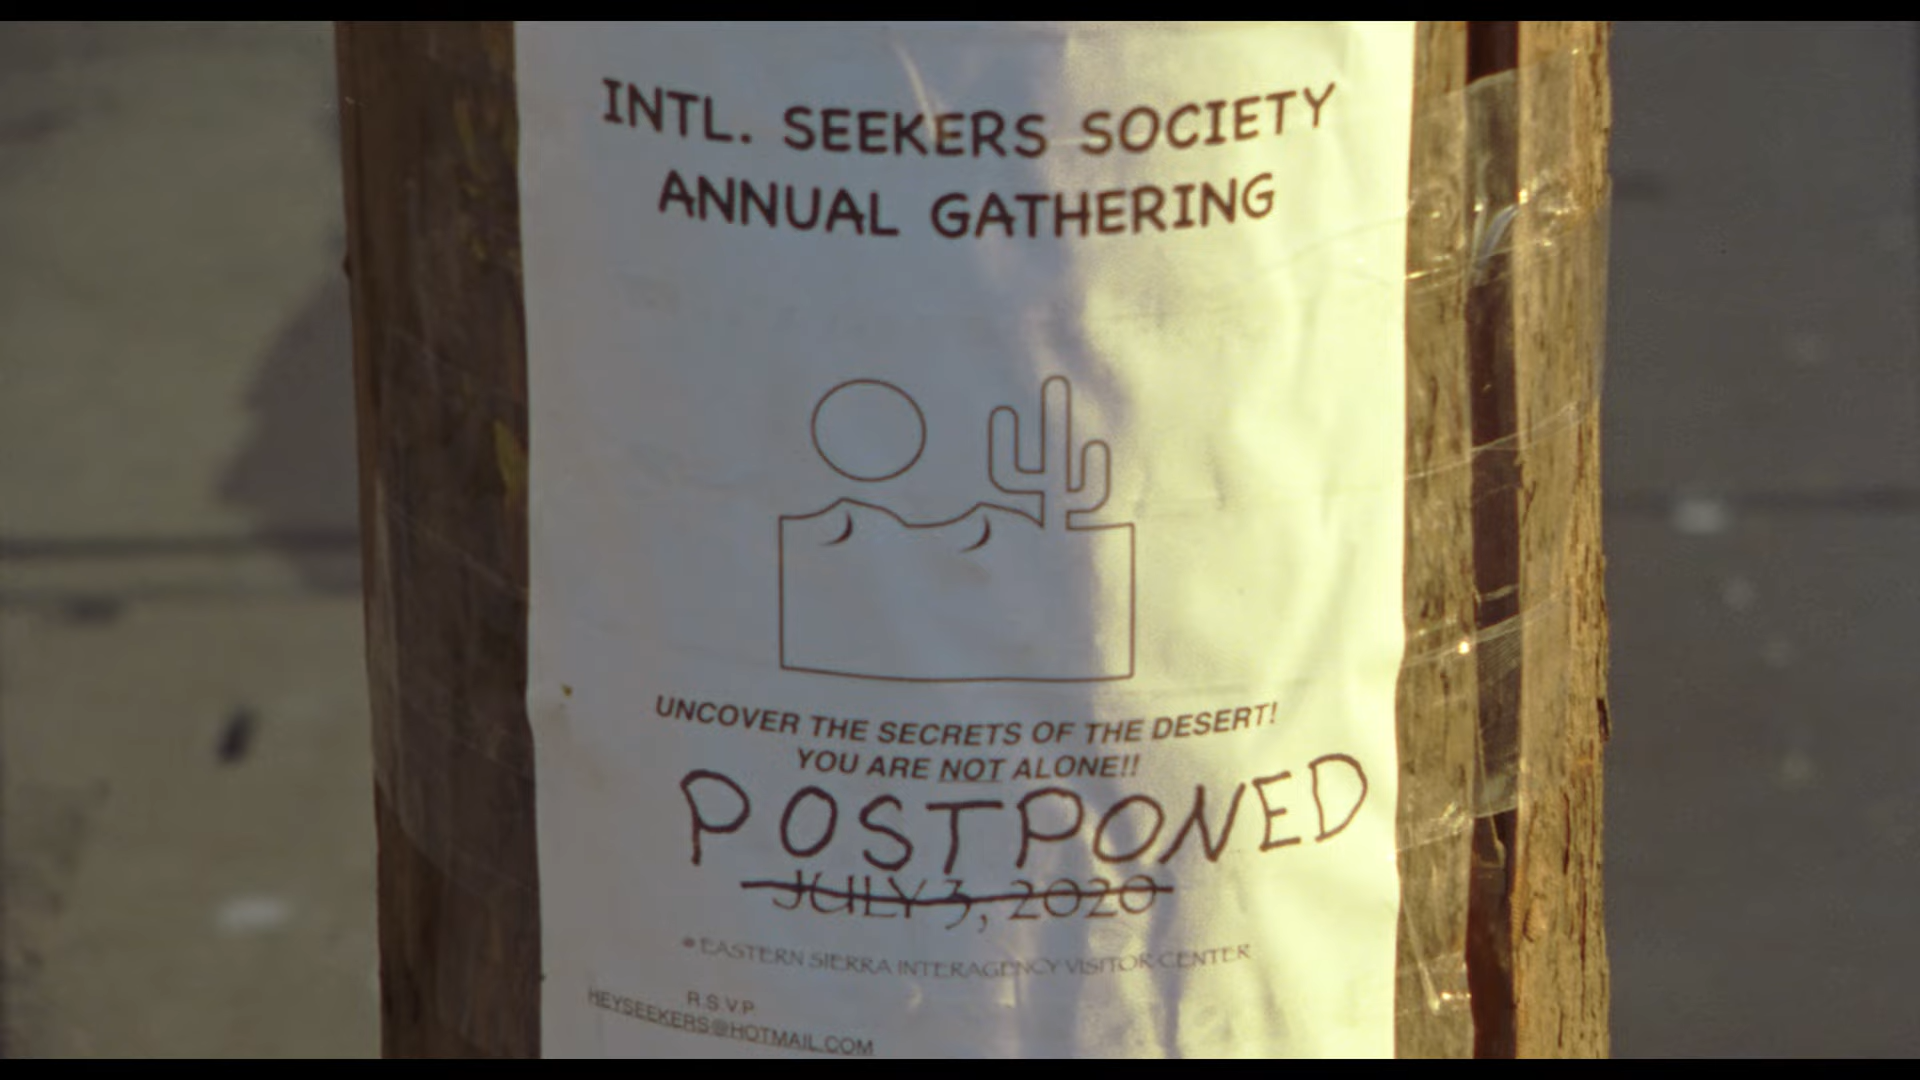 INTL. SEEKERS SOCIETY
ANNUAL GATHERING
UNCOVER THE SECRETS OF THE DESERT!
YOU ARE NOT ALONE!!
POSTPONED
JULY 3, 2020
@ EASTERN SIERRA INTERAGENCY VISITOR CENTER
R.S.V.P.
HEYSEEKERS@HOTMAIL.COM